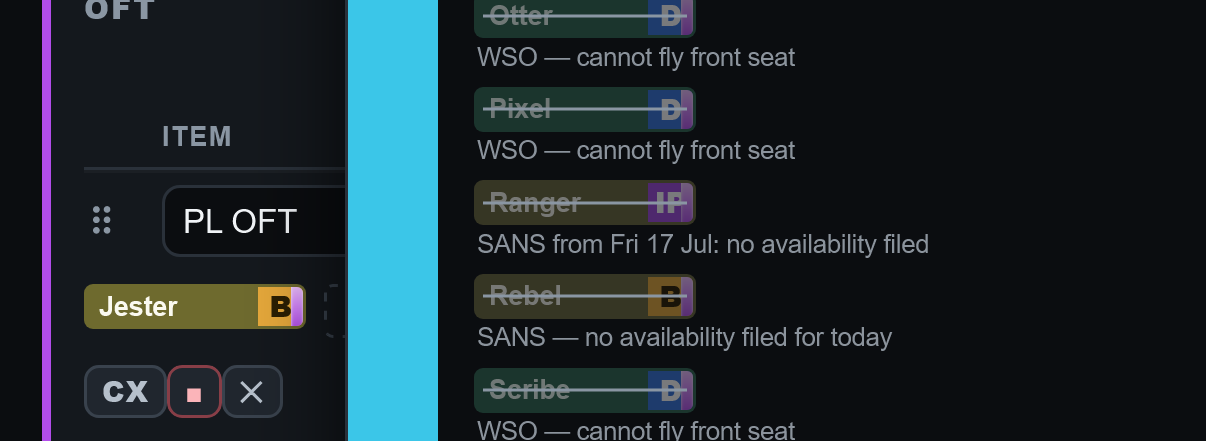 OFT
ITEM
PL OFT
Jester B
CX
Otter D
WSO — cannot fly front seat
Pixel D
WSO — cannot fly front seat
Ranger IP
SANS from Fri 17 Jul: no availability filed
Rebel B
SANS — no availability filed for today
Scribe D
WSO — cannot fly front seat